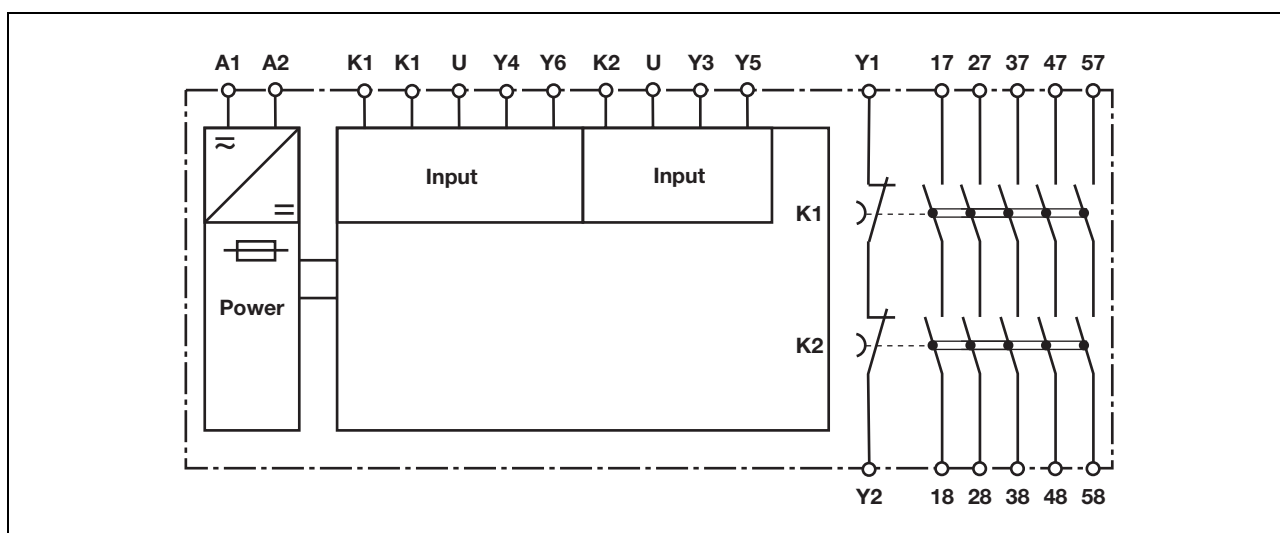 A1 A2 K1 K1 U Y4 Y6 K2 U Y3 Y5 Y1 17 27 37 47 57
Input Input
K1
Power
K2
Y2 18 28 38 48 58